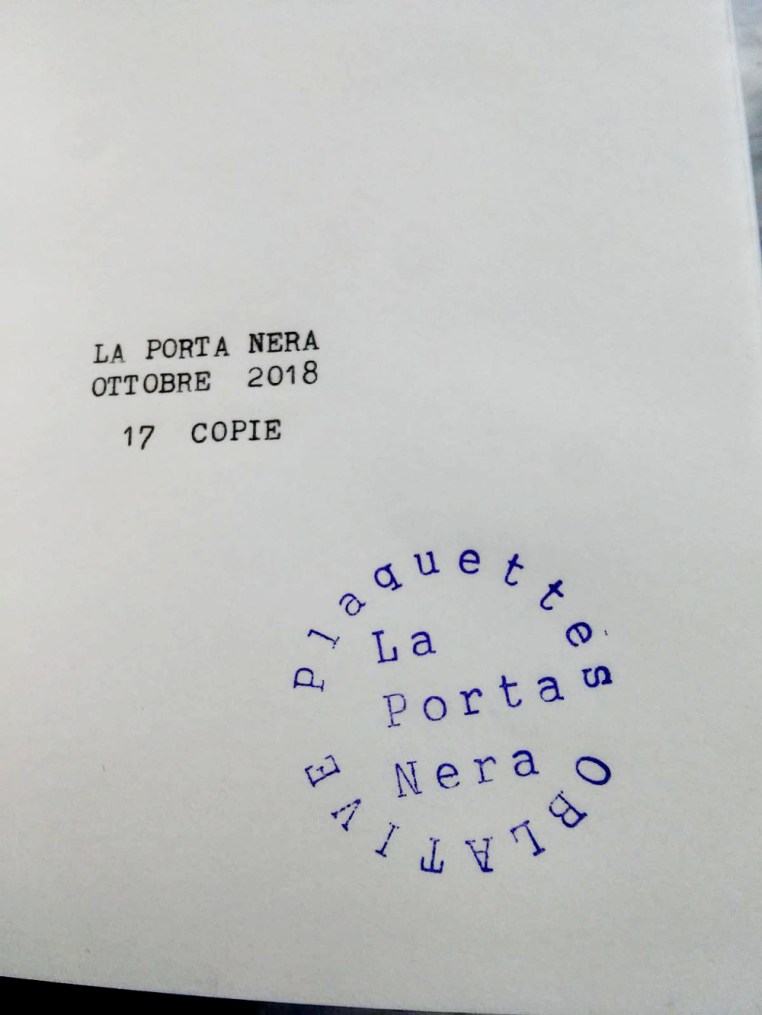 LA PORTA NERA
OTTOBRE 2018
17 COPIE
Plaquettes
La
Porta
Nera
OBLATIVE